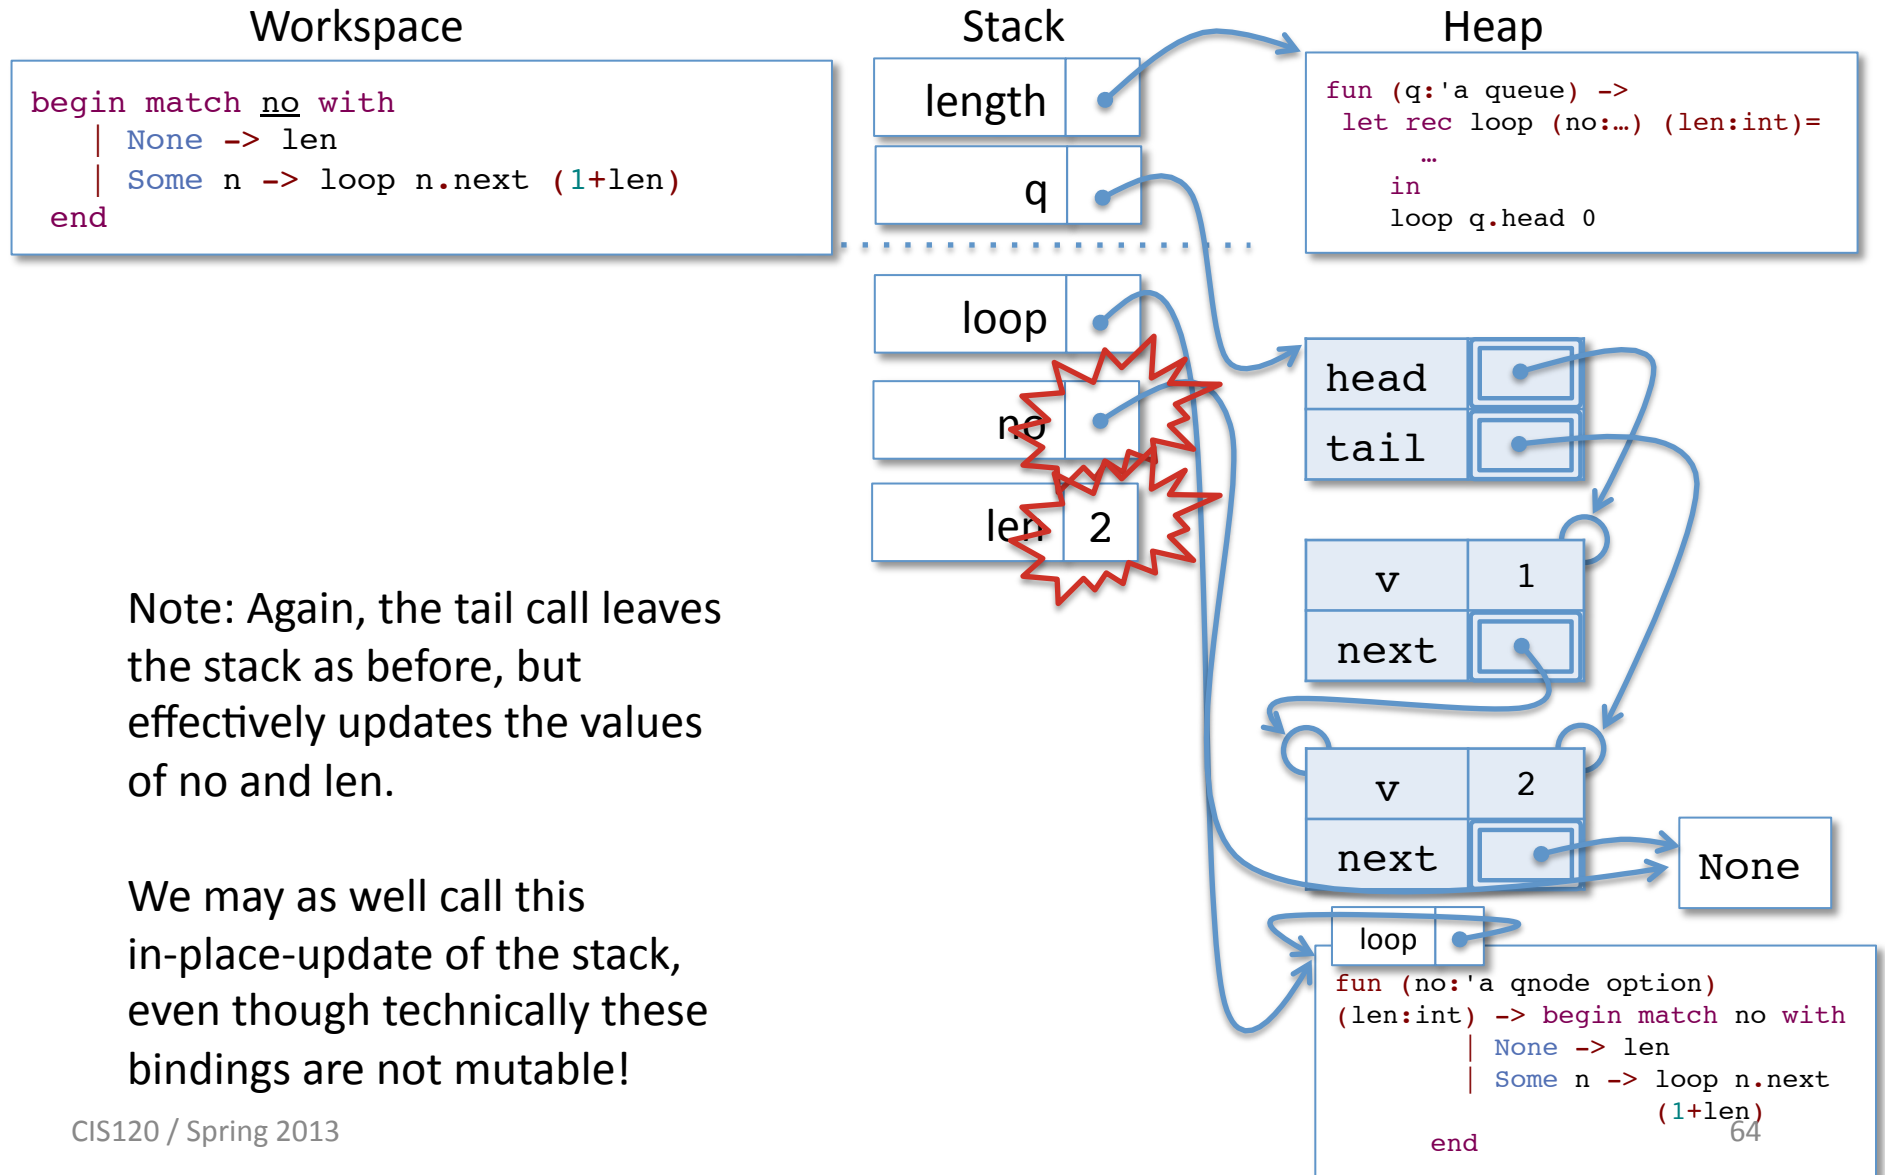 Workspace
Stack
Heap
begin match no with
| None -> len
| Some n -> loop n.next (1+len)
end
length
q
loop
no
len
2
fun (q:'a queue) ->
let rec loop (no:…) (len:int)=
…
in
loop q.head 0
head
tail
v
1
next
v
2
next
None
loop
fun (no:'a qnode option)
(len:int) -> begin match no with
| None -> len
| Some n -> loop n.next
(1+len)
end
Note: Again, the tail call leaves
the stack as before, but
effectively updates the values
of no and len.
We may as well call this
in-place-update of the stack,
even though technically these
bindings are not mutable!
CIS120 / Spring 2013
64